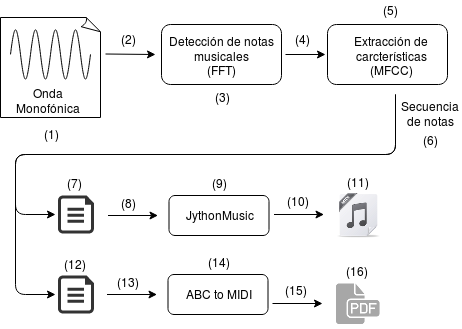 (5)
(2)
(4)
Detección de notas
musicales
(FFT)
Extracción de
carcterísticas
(MFCC)
Onda
Monofónica
(3)
(1)
Secuencia
de notas
(6)
(7)
(8)
(9)
(10)
(11)
JythonMusic
(12)
(13)
(14)
(15)
(16)
ABC to MIDI
PDF